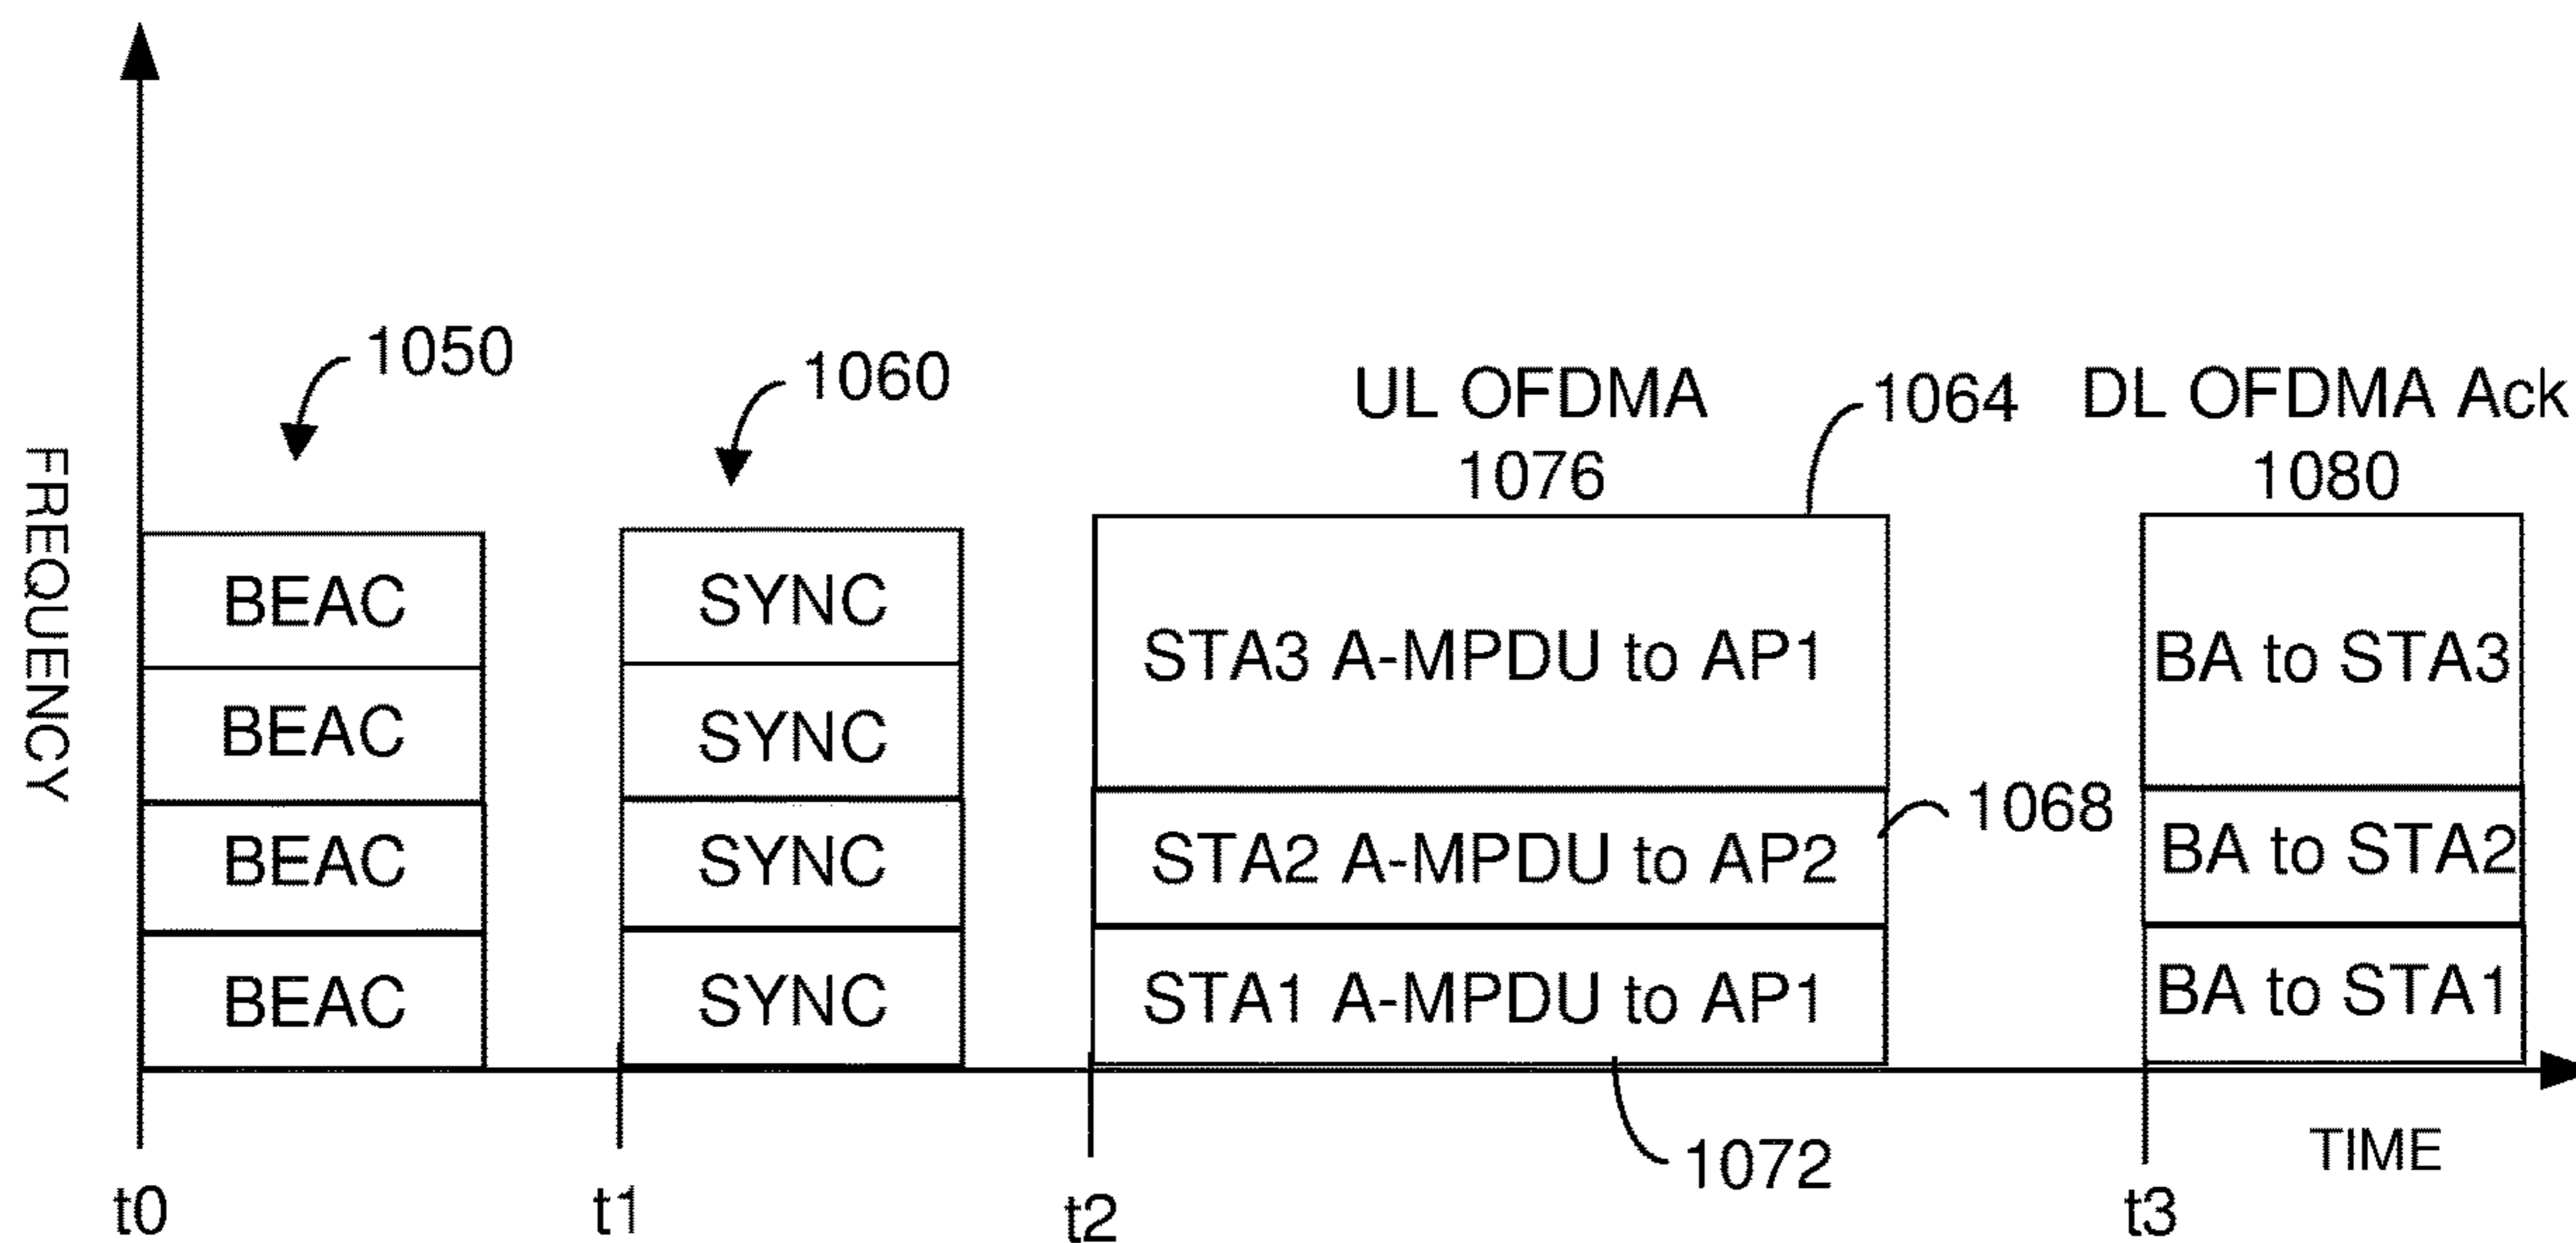 1050
1060
UL OFDMA
1076
1064
DL OFDMA Ack
1080
FREQUENCY
BEAC
BEAC
BEAC
BEAC
SYNC
SYNC
SYNC
SYNC
STA3 A-MPDU to AP1
STA2 A-MPDU to AP2
STA1 A-MPDU to AP1
1068
1072
BA to STA3
BA to STA2
BA to STA1
TIME
t0
t1
t2
t3